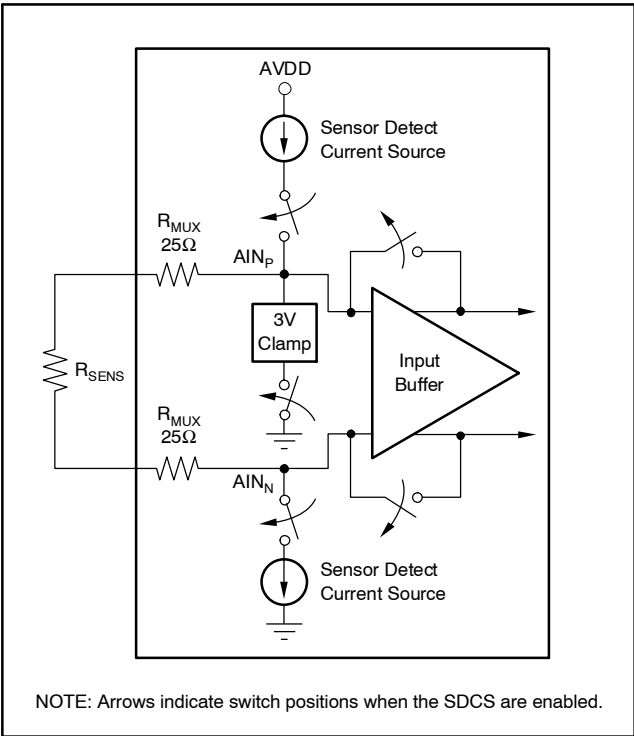 AVDD
Sensor Detect
Current Source
RMUX
25Ω
AINP
3V
Clamp
Input
Buffer
RSENS
RMUX
25Ω
AINN
Sensor Detect
Current Source
NOTE: Arrows indicate switch positions when the SDCS are enabled.